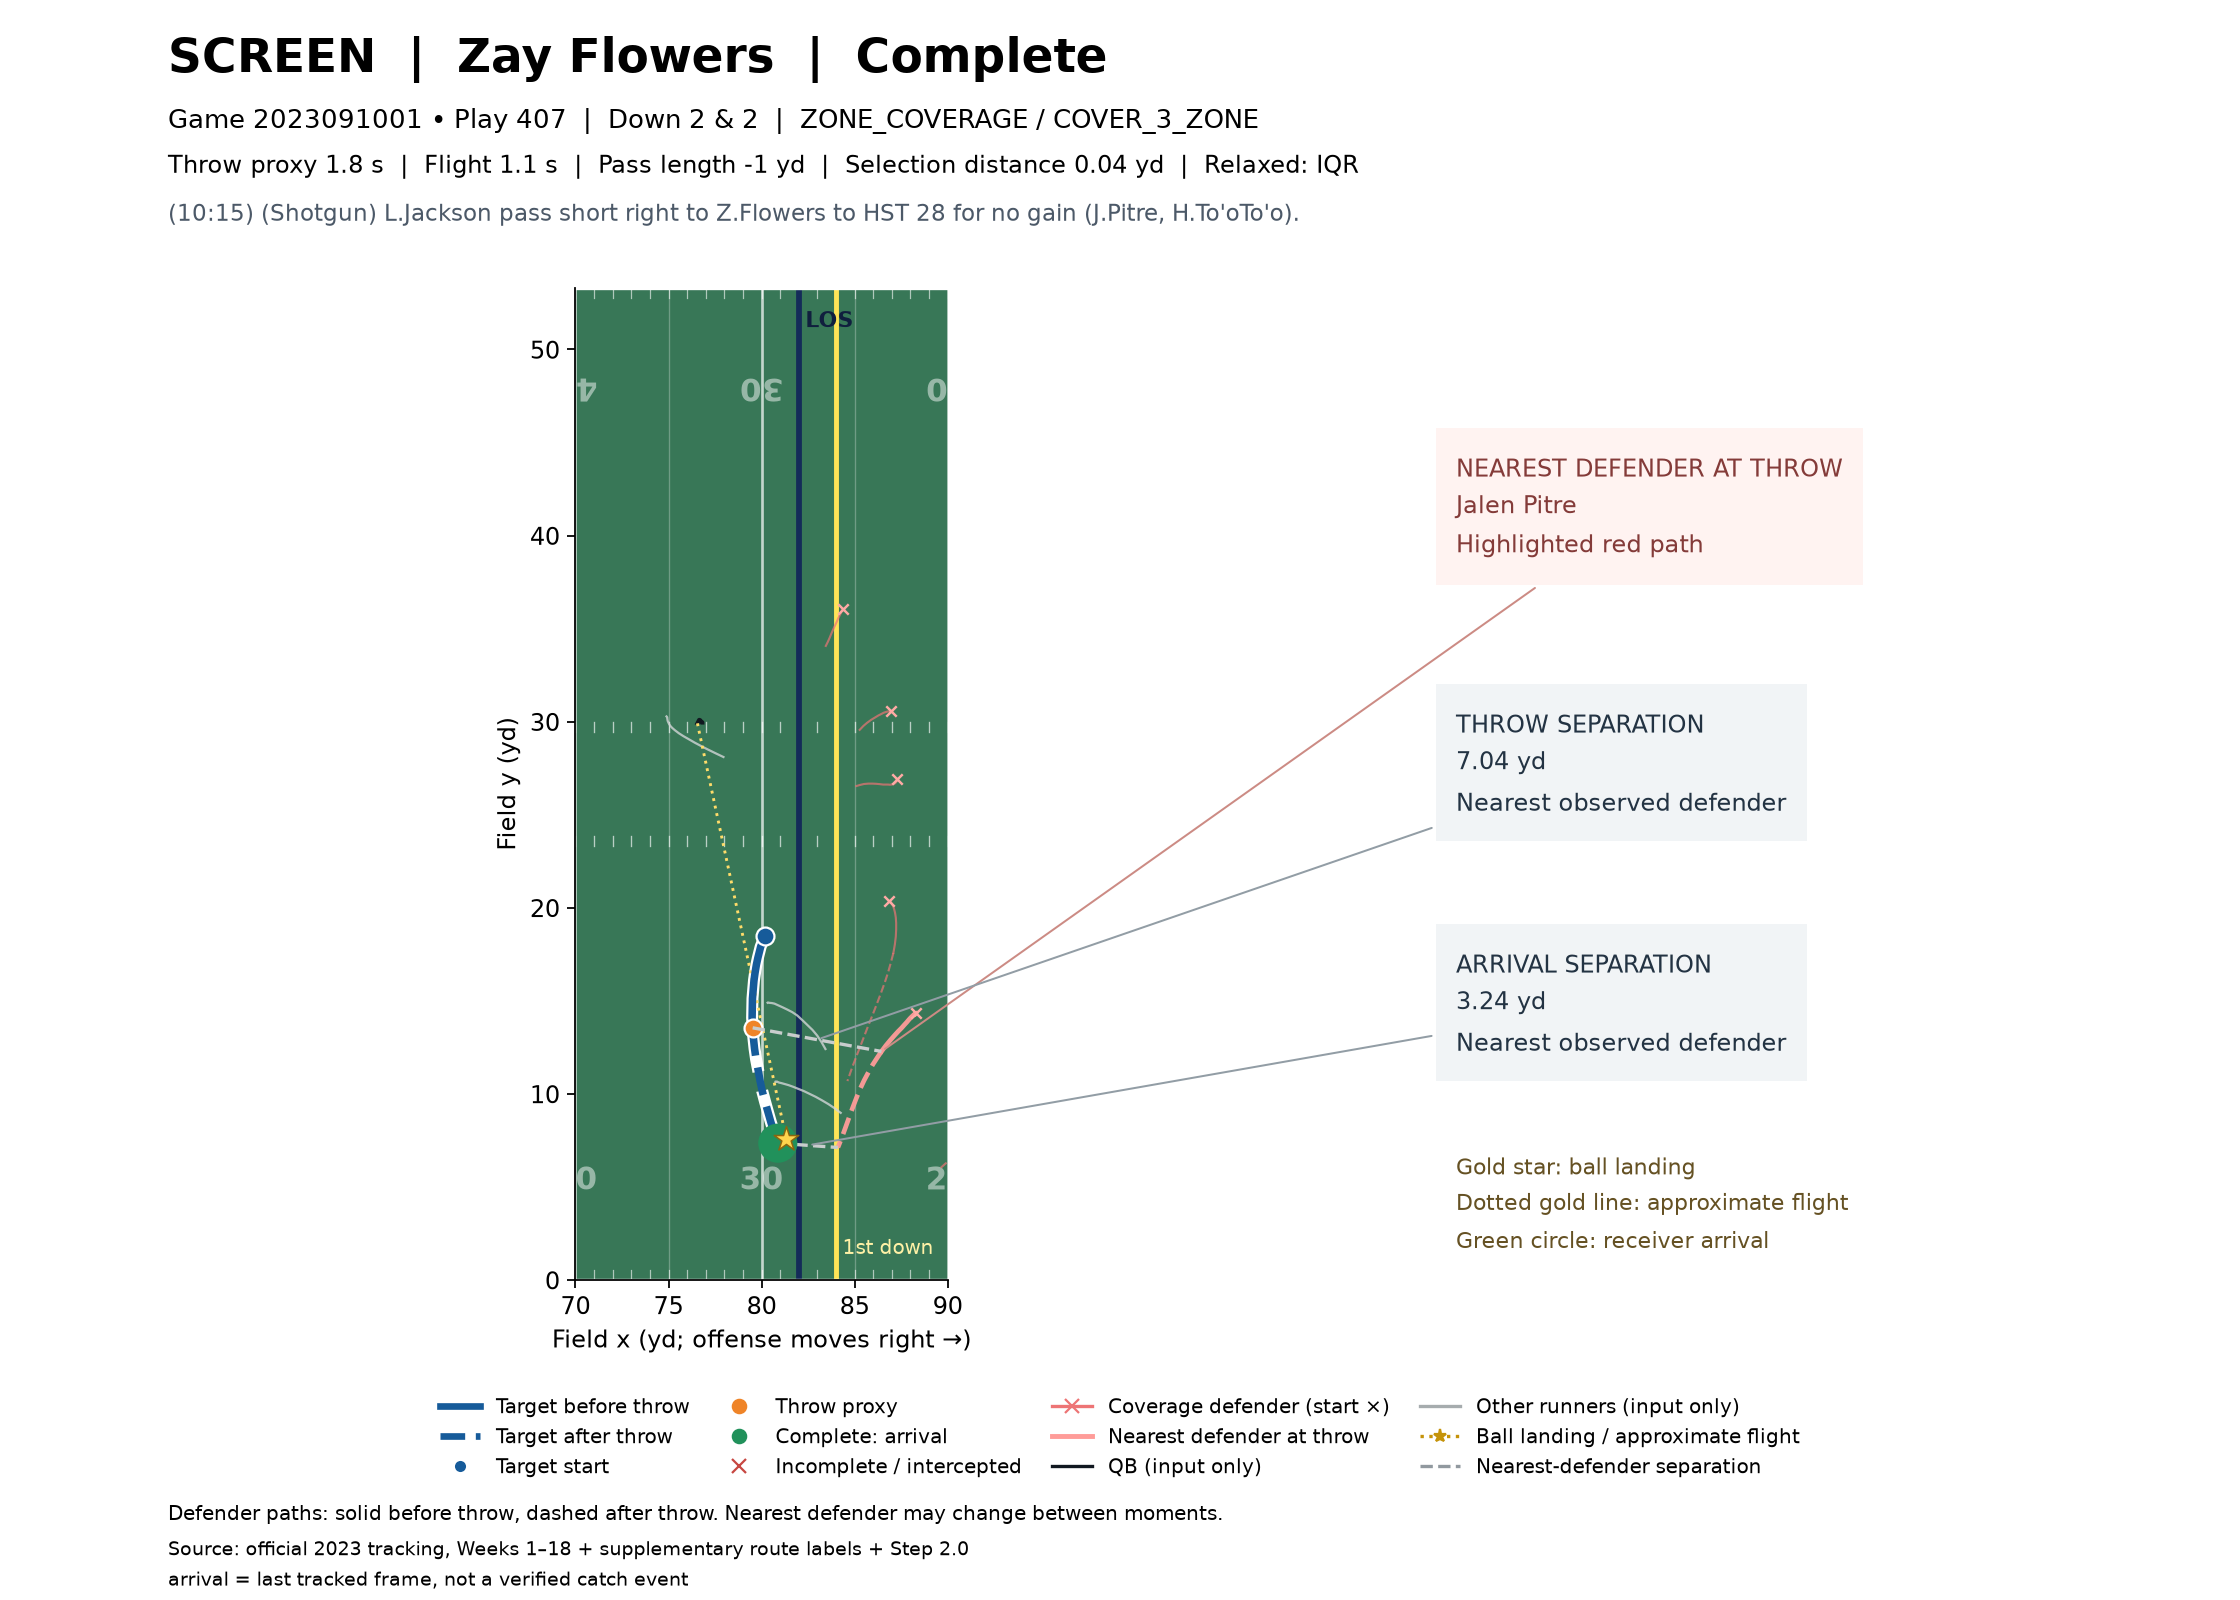 SCREEN | Zay Flowers | Complete
Game 2023091001 • Play 407 | Down 2 & 2 | ZONE_COVERAGE / COVER_3_ZONE
Throw proxy 1.8 s | Flight 1.1 s | Pass length -1 yd | Selection distance 0.04 yd | Relaxed: IQR
(10:15) (Shotgun) L.Jackson pass short right to Z.Flowers to HST 28 for no gain (J.Pitre, H.To'oTo'o).
LOS
4 30 0
0 30 2
1st down
50
40
30
20
10
0
Field y (yd)
70 75 80 85 90
Field x (yd; offense moves right →)
NEAREST DEFENDER AT THROW
Jalen Pitre
Highlighted red path
THROW SEPARATION
7.04 yd
Nearest observed defender
ARRIVAL SEPARATION
3.24 yd
Nearest observed defender
Gold star: ball landing
Dotted gold line: approximate flight
Green circle: receiver arrival
Target before throw
Target after throw
Target start
Throw proxy
Complete: arrival
Incomplete / intercepted
Coverage defender (start ×)
Nearest defender at throw
QB (input only)
Other runners (input only)
Ball landing / approximate flight
Nearest-defender separation
Defender paths: solid before throw, dashed after throw. Nearest defender may change between moments.
Source: official 2023 tracking, Weeks 1–18 + supplementary route labels + Step 2.0
arrival = last tracked frame, not a verified catch event